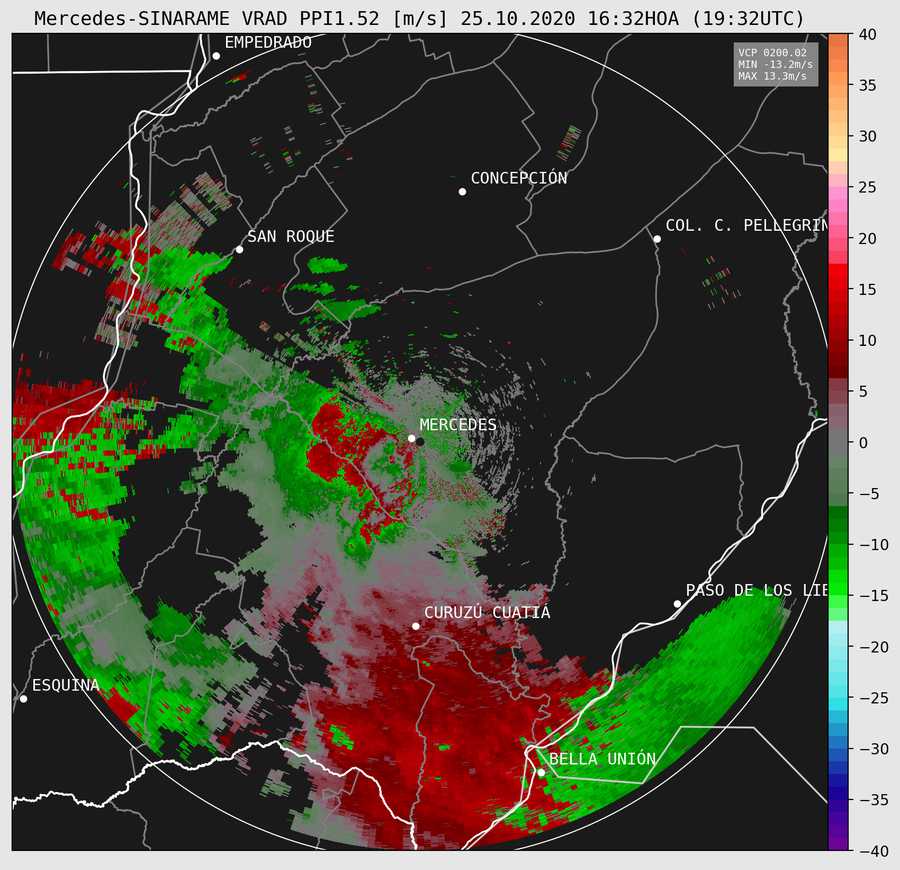 Mercedes-SINARAME VRAD PPI1.52 [m/s] 25.10.2020 16:32HOA (19:32UTC)
EMPEDRADO
VCP 0200.02
MIN -13.2m/s
MAX 13.3m/s
CONCEPCIÓN
SAN ROQUE
COL. C. PELLEGRIN
MERCEDES
CURUZÚ CUATIÁ
PASO DE LOS LIB
ESQUINA
BELLA UNIÓN
40
35
30
25
20
15
10
5
0
−5
−10
−15
−20
−25
−30
−35
−40